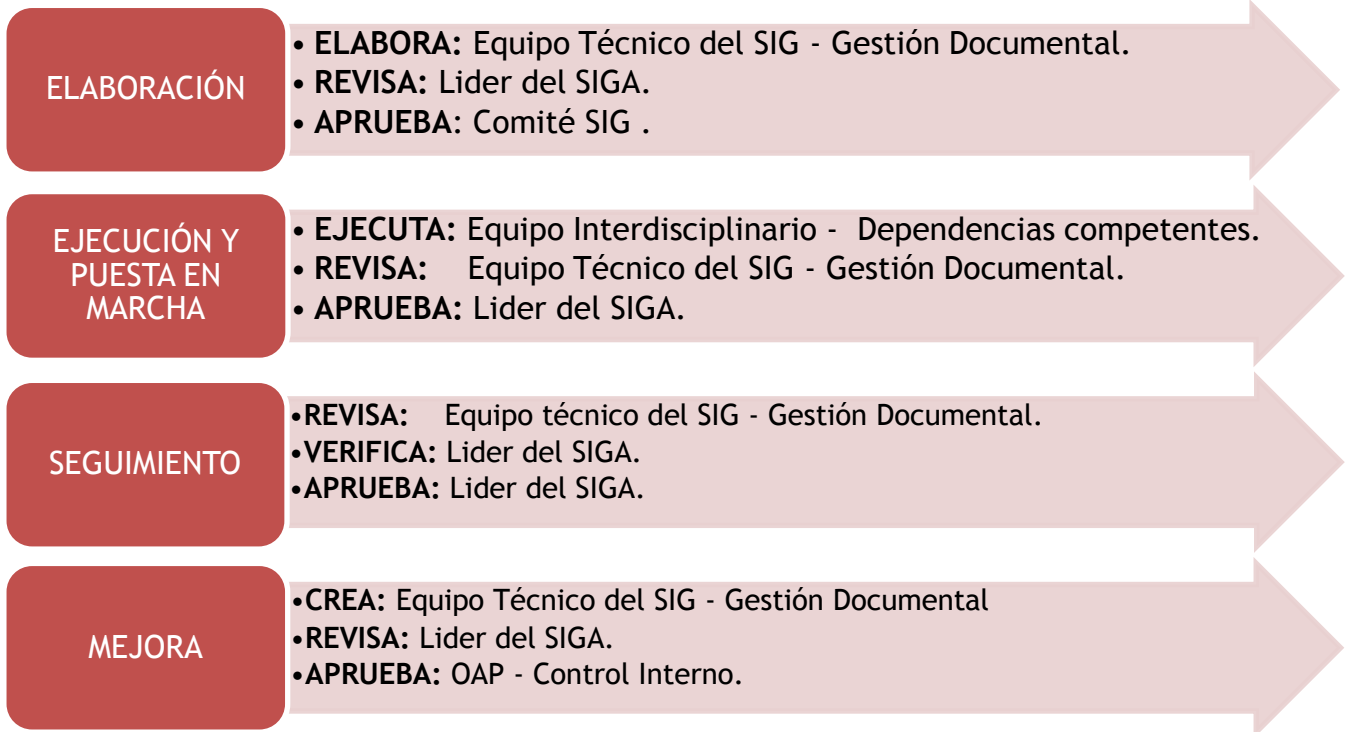 ELABORACIÓN
• ELABORA: Equipo Técnico del SIG - Gestión Documental.
• REVISA: Lider del SIGA.
• APRUEBA: Comité SIG .
EJECUCIÓN Y
PUESTA EN
MARCHA
• EJECUTA: Equipo Interdisciplinario - Dependencias competentes.
• REVISA: Equipo Técnico del SIG - Gestión Documental.
• APRUEBA: Lider del SIGA.
SEGUIMIENTO
•REVISA: Equipo técnico del SIG - Gestión Documental.
•VERIFICA: Lider del SIGA.
•APRUEBA: Lider del SIGA.
MEJORA
•CREA: Equipo Técnico del SIG - Gestión Documental
•REVISA: Lider del SIGA.
•APRUEBA: OAP - Control Interno.